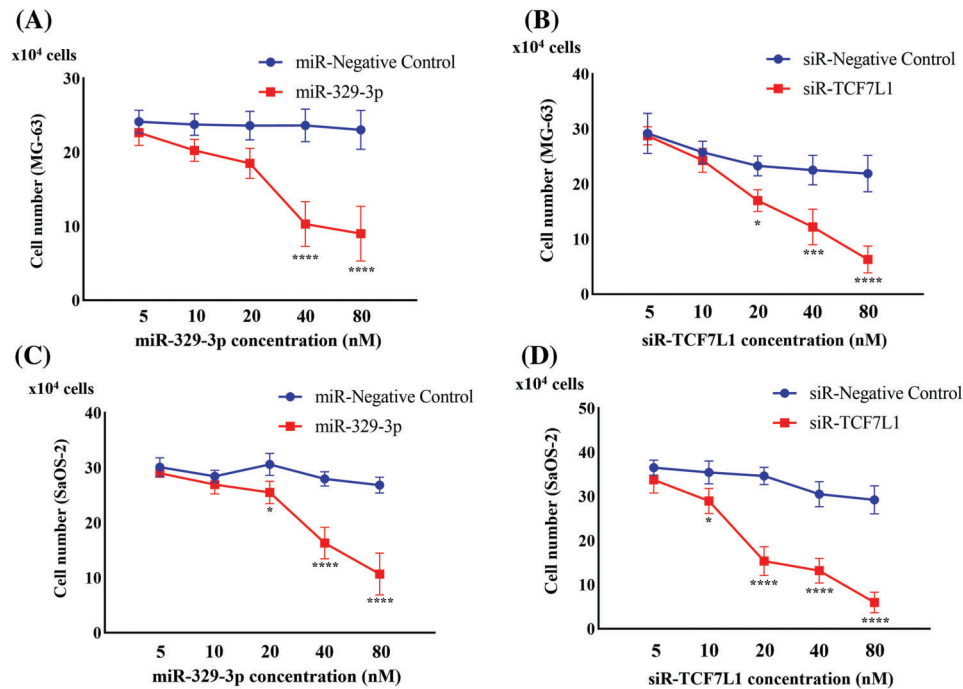 (A)
x10⁴ cells
miR-Negative Control
miR-329-3p
30
20
10
0
Cell number (MG-63)
****
****
5 10 20 40 80
miR-329-3p concentration (nM)
(B)
x10⁴ cells
siR-Negative Control
siR-TCF7L1
40
30
20
10
0
Cell number (MG-63)
*
***
****
5 10 20 40 80
siR-TCF7L1 concentration (nM)
(C)
x10⁴ cells
miR-Negative Control
miR-329-3p
40
30
20
10
0
Cell number (SaOS-2)
*
****
****
5 10 20 40 80
miR-329-3p concentration (nM)
(D)
x10⁴ cells
siR-Negative Control
siR-TCF7L1
50
40
30
20
10
0
Cell number (SaOS-2)
*
****
****
****
5 10 20 40 80
siR-TCF7L1 concentration (nM)